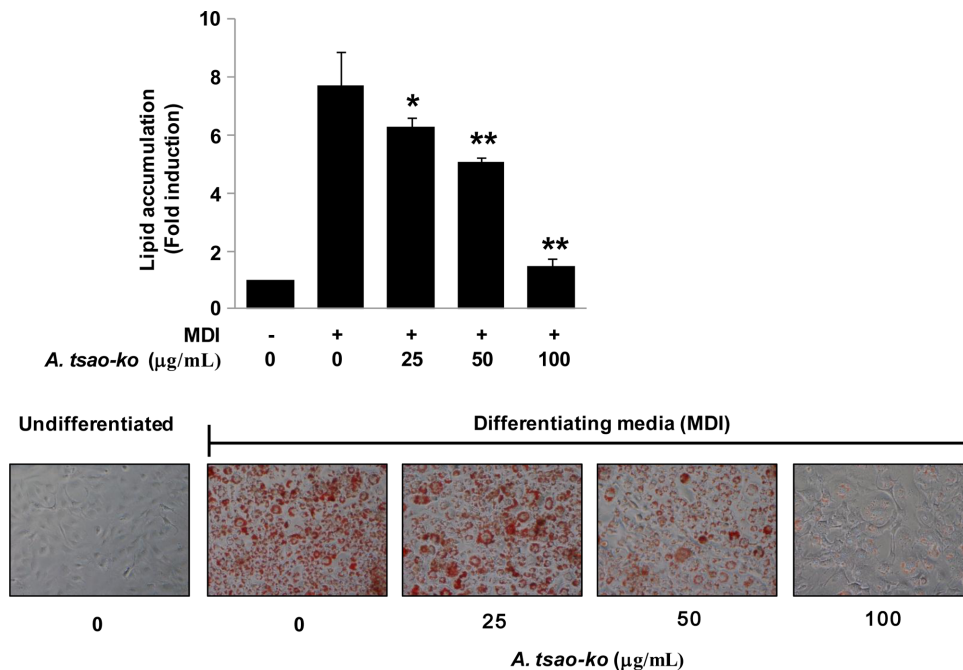 10
8
6
4
2
0
Lipid accumulation
(Fold induction)
*
**
**
MDI - + + + +
A. tsao-ko (μg/mL) 0 0 25 50 100
Undifferentiated
Differentiating media (MDI)
0 0 25 50 100
A. tsao-ko (μg/mL)